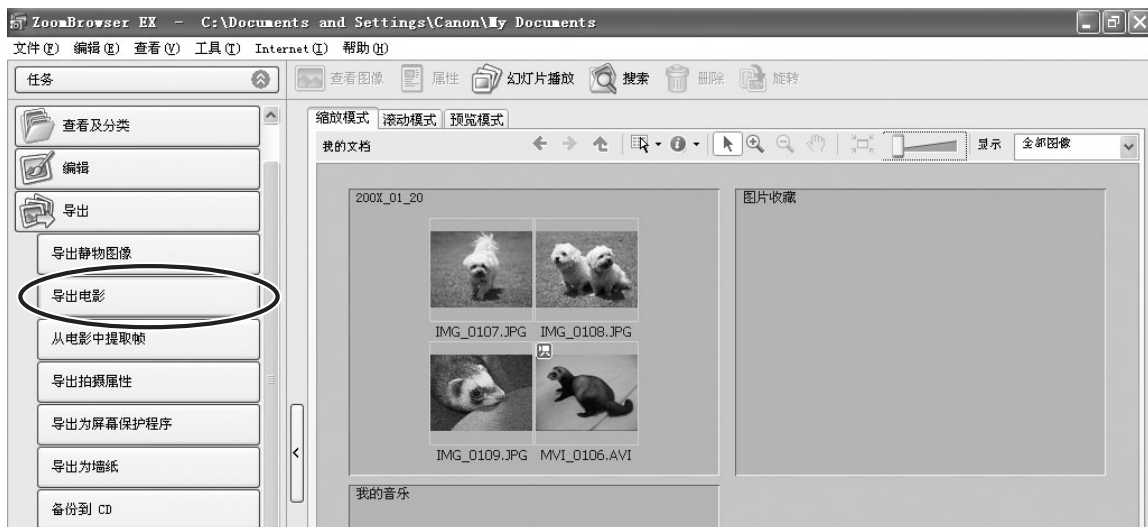 ZoomBrowser EX - C:\Documents and Settings\Canon\My Documents
文件(F) 编辑(E) 查看(V) 工具(T) Internet(I) 帮助(H)
任务
查看图像 属性 幻灯片播放 搜索 删除 旋转
查看及分类
编辑
导出
导出静物图像
导出电影
从电影中提取帧
导出拍摄属性
导出为屏幕保护程序
导出为墙纸
备份到 CD
缩放模式 滚动模式 预览模式
我的文档
显示 全部图像
200X_01_20
图片收藏
IMG_0107.JPG IMG_0108.JPG
IMG_0109.JPG MVI_0106.AVI
我的音乐